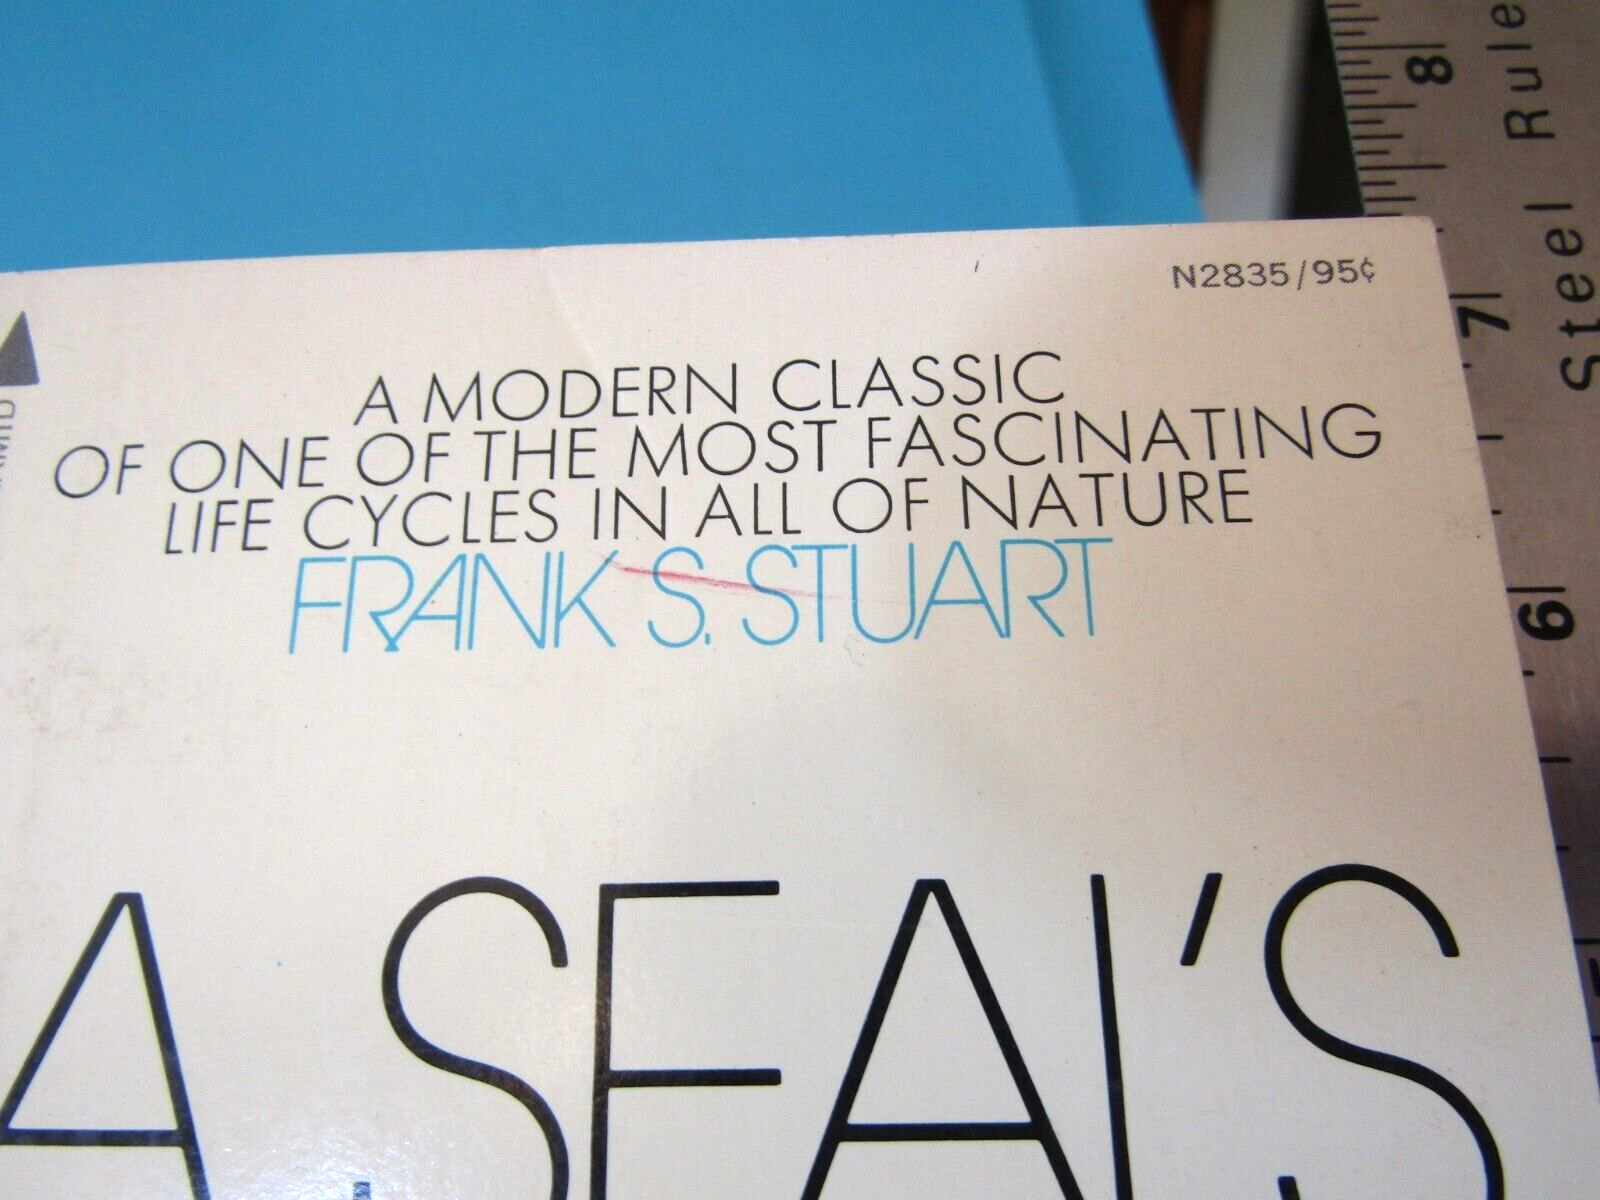 N2835/95¢
A MODERN CLASSIC
OF ONE OF THE MOST FASCINATING
LIFE CYCLES IN ALL OF NATURE
FRANK S. STUART
A SEAL'S
8
7
6
Steel Rule